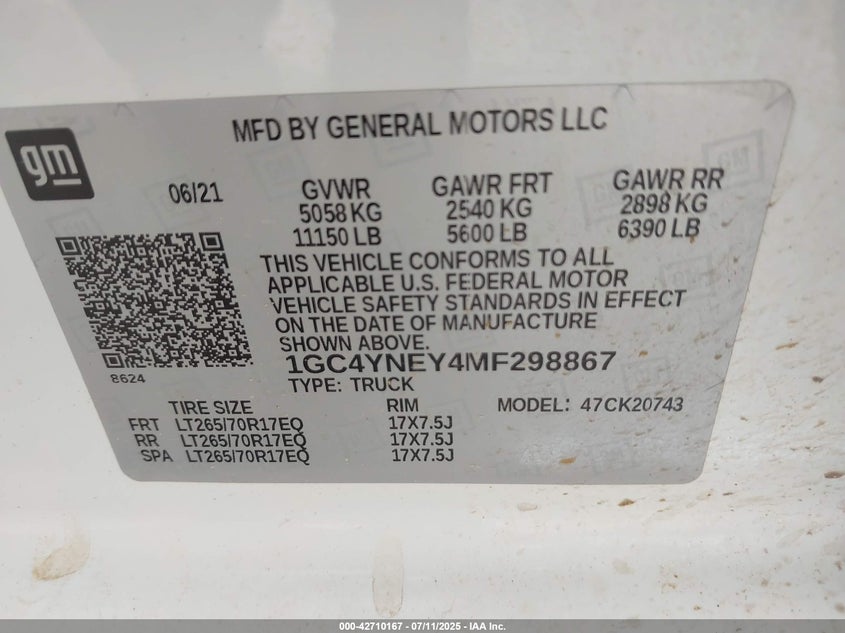 MFD BY GENERAL MOTORS LLC
gm
06/21 GVWR GAWR FRT GAWR RR
5058 KG 2540 KG 2898 KG
11150 LB 5600 LB 6390 LB
THIS VEHICLE CONFORMS TO ALL
APPLICABLE U.S. FEDERAL MOTOR
VEHICLE SAFETY STANDARDS IN EFFECT
ON THE DATE OF MANUFACTURE
SHOWN ABOVE.
1GC4YNEY4MF298867
8624
TYPE: TRUCK
TIRE SIZE RIM MODEL: 47CK20743
FRT LT265/70R17EQ 17X7.5J
RR LT265/70R17EQ 17X7.5J
SPA LT265/70R17EQ 17X7.5J
000-42710167 - 07/11/2025 - IAA Inc.